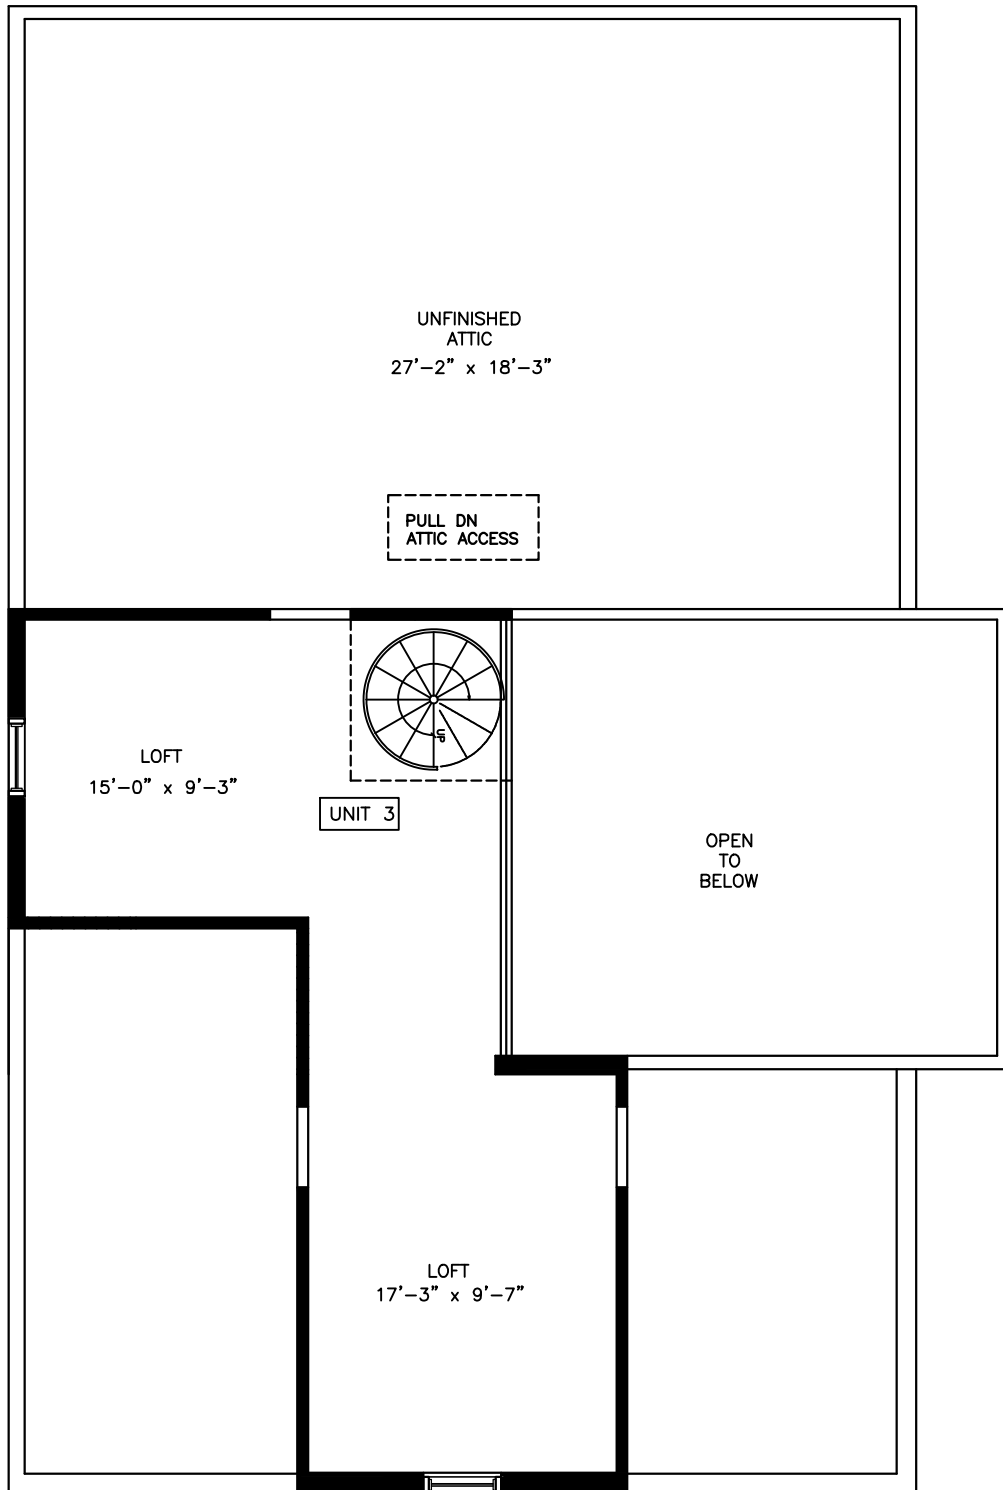 UNFINISHED
ATTIC
27'-2" x 18'-3"
PULL DN
ATTIC ACCESS
UP
LOFT
15'-0" x 9'-3"
UNIT 3
OPEN
TO
BELOW
LOFT
17'-3" x 9'-7"